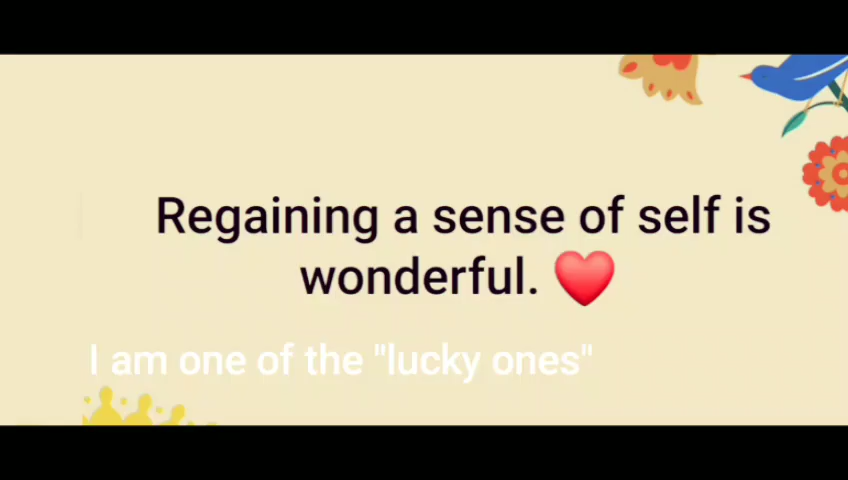 Regaining a sense of self is
wonderful. ❤️
I am one of the "lucky ones"